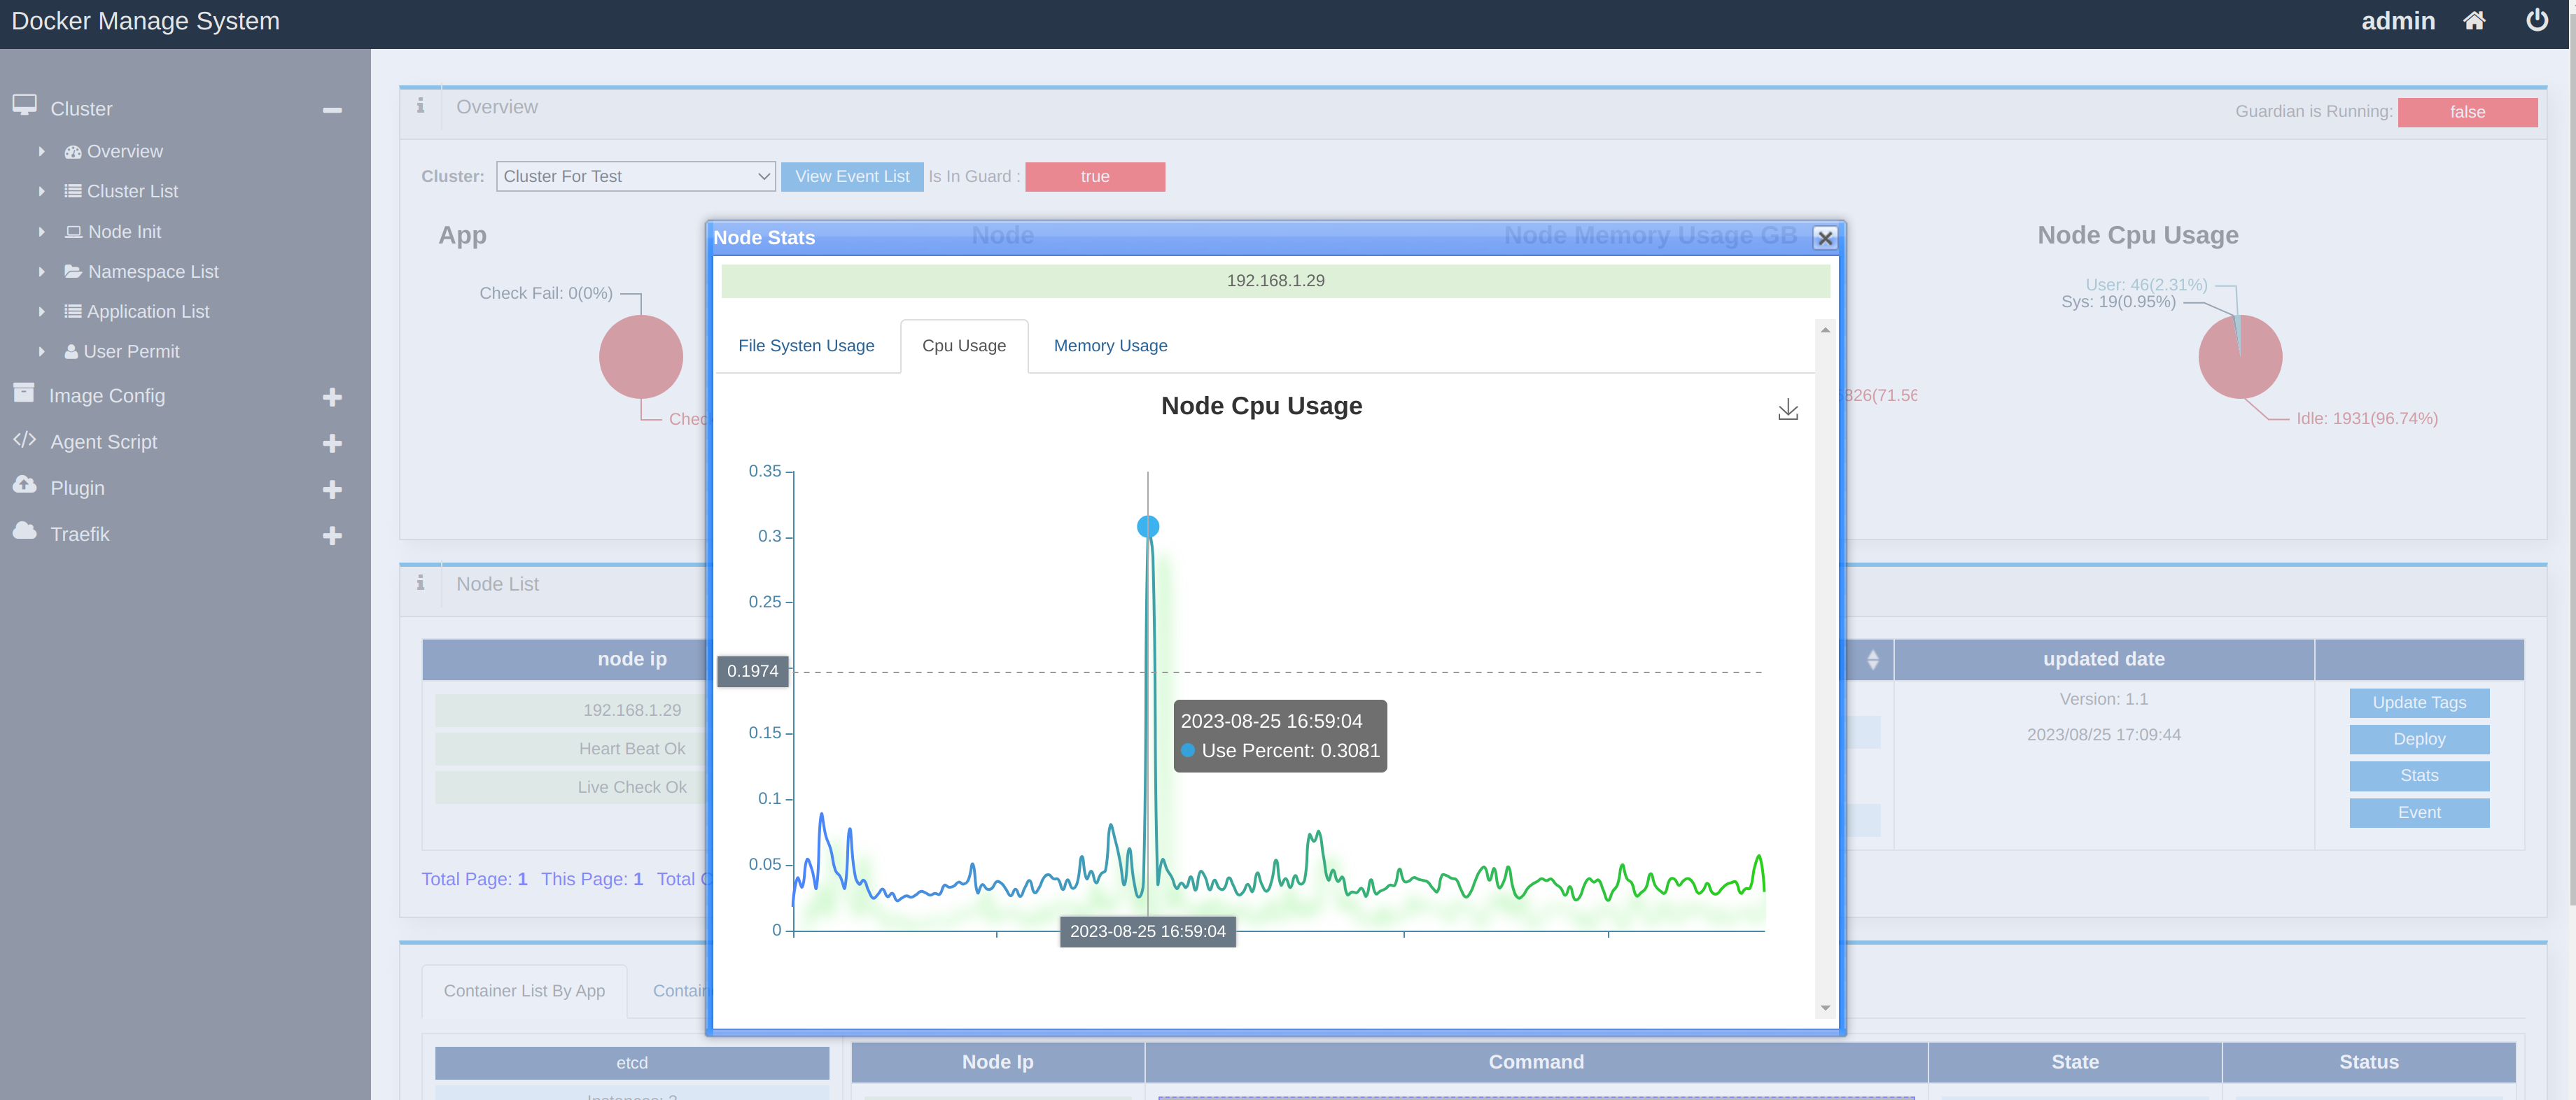 Docker Manage System
admin
Cluster
Overview
Cluster List
Node Init
Namespace List
Application List
User Permit
Image Config
Agent Script
Plugin
Traefik
Overview
Guardian is Running: false
Cluster: Cluster For Test View Event List Is In Guard : true
App
Node
Node Memory Usage GB
Node Cpu Usage
Check Fail: 0(0%)
User: 46(2.31%)
Sys: 19(0.95%)
826(71.56
Idle: 1931(96.74%)
Node Stats
192.168.1.29
File Systen Usage
Cpu Usage
Memory Usage
Node Cpu Usage
0.35
0.3
0.25
0.1974
0.15
0.1
0.05
0
2023-08-25 16:59:04
Use Percent: 0.3081
2023-08-25 16:59:04
Node List
node ip
updated date
192.168.1.29
Heart Beat Ok
Live Check Ok
Version: 1.1
2023/08/25 17:09:44
Update Tags
Deploy
Stats
Event
Total Page: 1 This Page: 1 Total
Container List By App
etcd
Node Ip
Command
State
Status